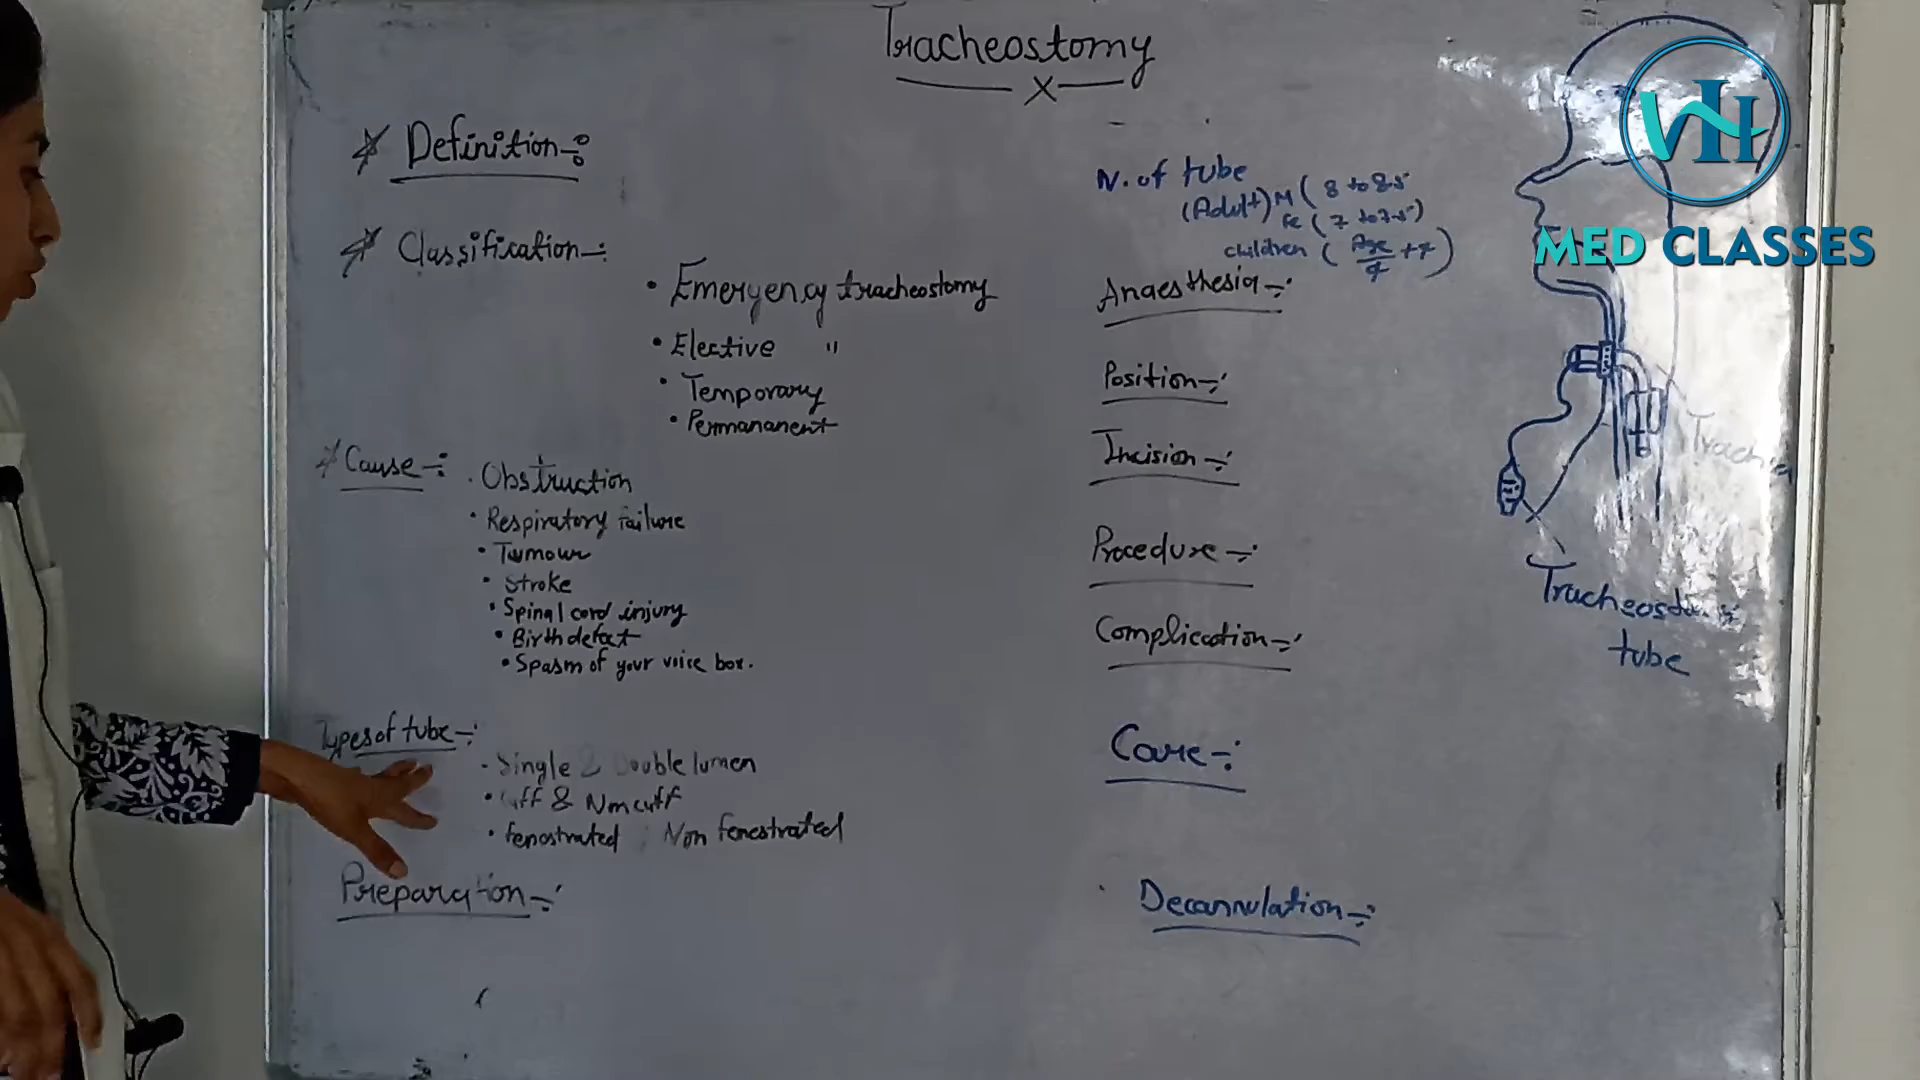 Tracheostomy
X
* Definition :-
* Classification :-
• Emergency tracheostomy
• Elective "
• Temporary
• Permananent
* Cause :-
• Obstruction
• Respiratory failure
• Tumour
• Stroke
• Spinal cord injury
• Birth defect
• Spasm of your voice box.
Types of tube :-
• Single & Double lumen
• Cuff & Non cuff
• fenestrated Non fenestrated
Preparation :-
N. of tube
(Adult) M ( 8 to 8.5
Fe ( 7 to 7.5 )
children ( Age/4 + 4 )
Anaesthesia :-
Position :-
Incision :-
Procedure :-
Complication :-
Care :-
Decannulation :-
Tracheostomy
tube
VH
MED CLASSES